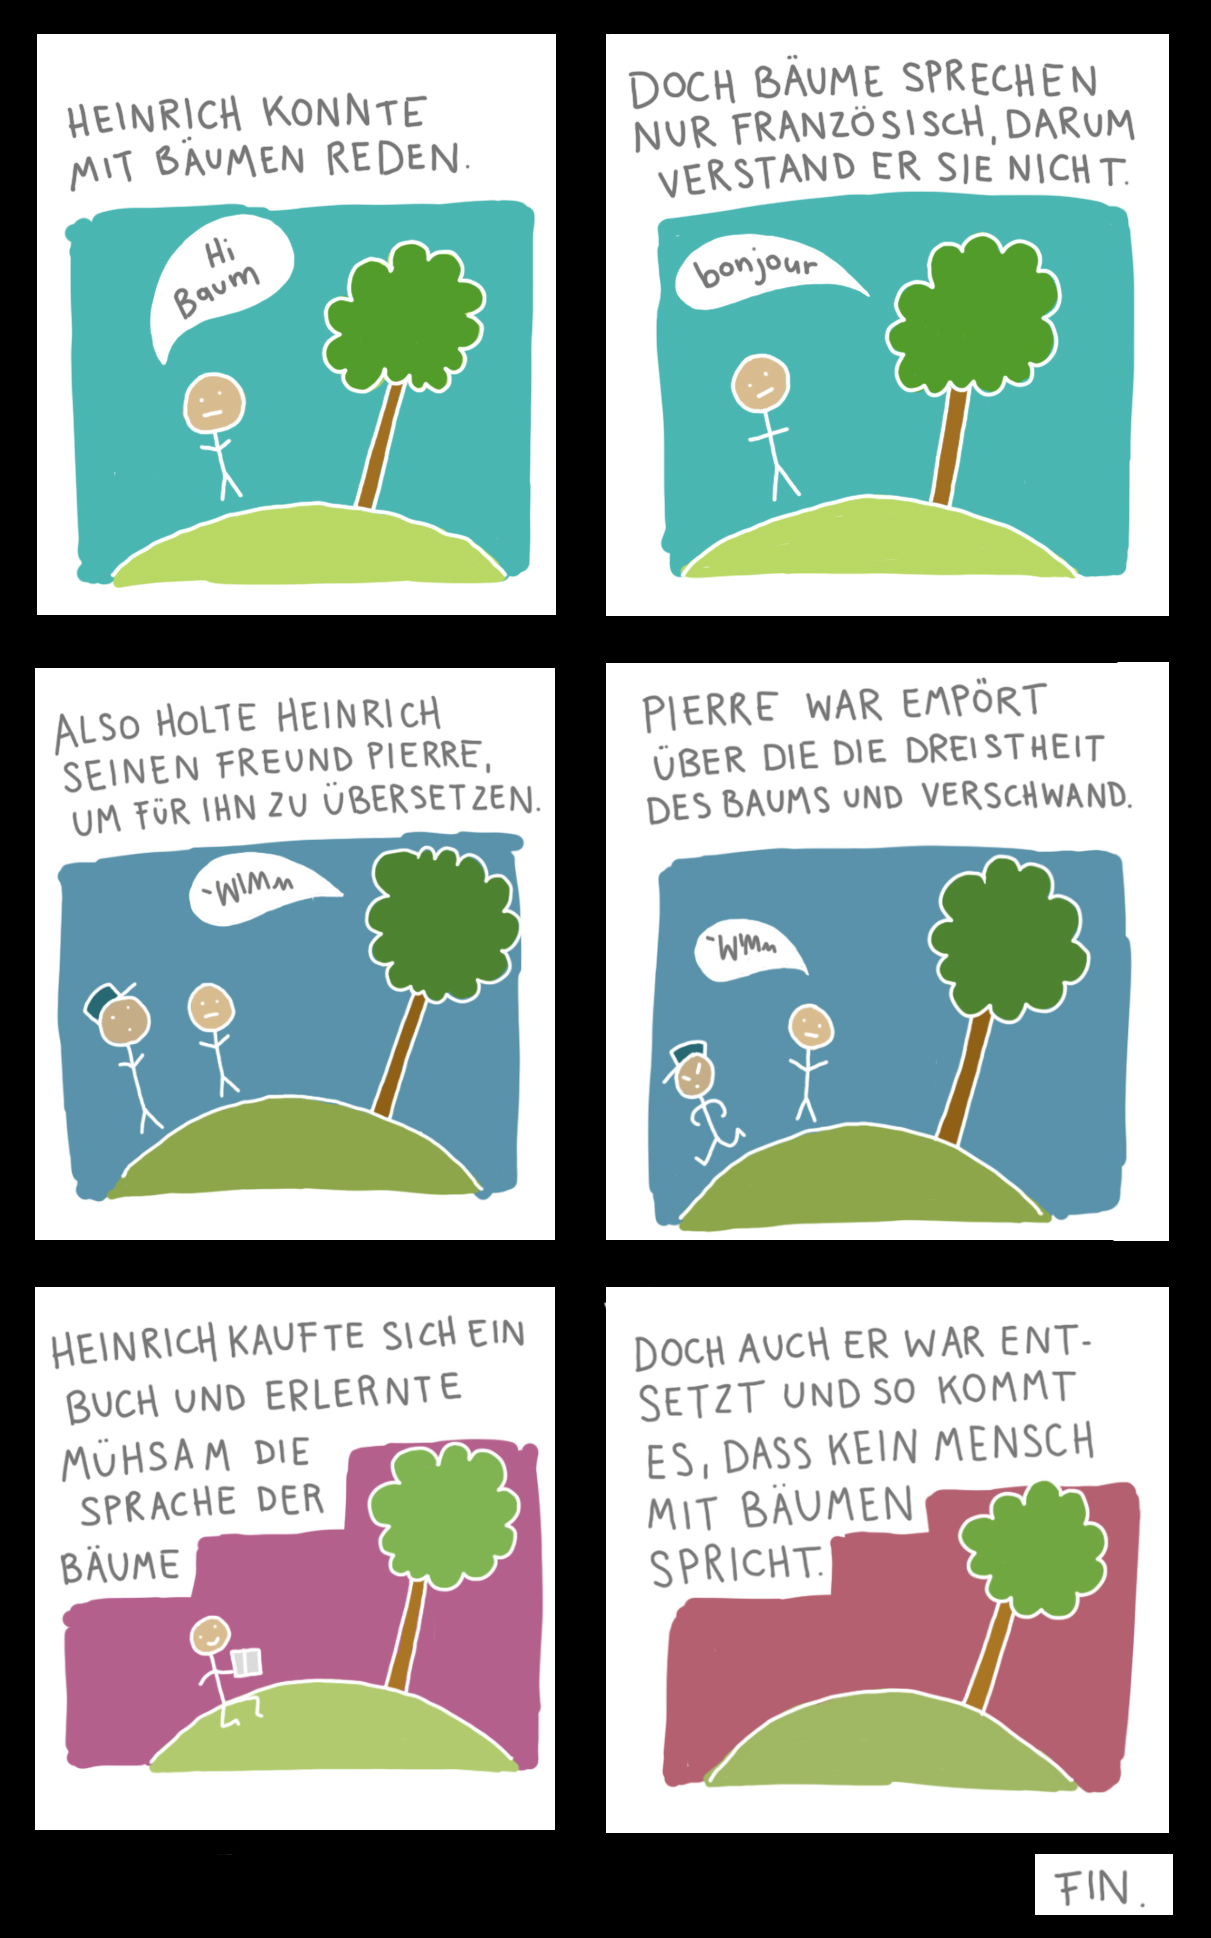 HEINRICH KONNTE
MIT BÄUMEN REDEN.
Hi
Baum
DOCH BÄUME SPRECHEN
NUR FRANZÖSISCH, DARUM
VERSTAND ER SIE NICHT.
bonjour
ALSO HOLTE HEINRICH
SEINEN FREUND PIERRE,
UM FÜR IHN ZU ÜBERSETZEN.
PIERRE WAR EMPÖRT
ÜBER DIE DIE DREISTHEIT
DES BAUMS UND VERSCHWAND.
HEINRICH KAUFTE SICH EIN
BUCH UND ERLERNTE
MÜHSAM DIE
SPRACHE DER
BÄUME
DOCH AUCH ER WAR ENT-
SETZT UND SO KOMMT
ES, DASS KEIN MENSCH
MIT BÄUMEN
SPRICHT.
FIN.